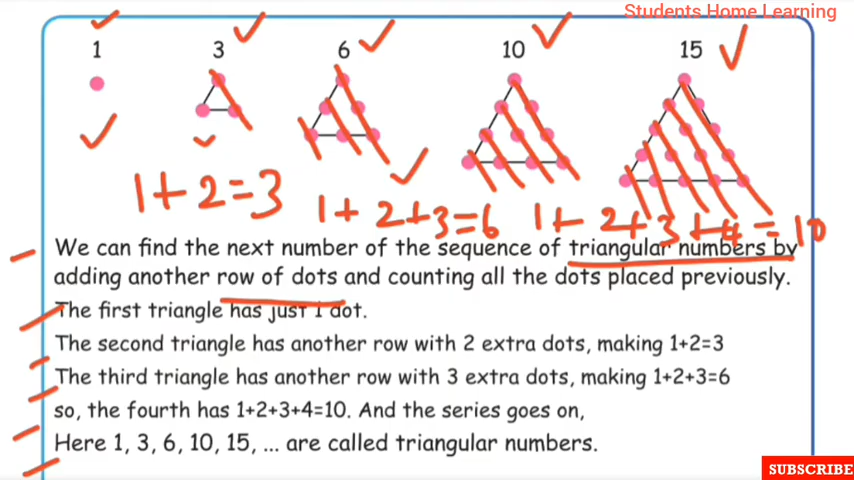 Students Home Learning
1 3 6 10 15
1+2=3 1+2+3=6 1+2+3+4=10
We can find the next number of the sequence of triangular numbers by
adding another row of dots and counting all the dots placed previously.
The first triangle has just 1 dot.
The second triangle has another row with 2 extra dots, making 1+2=3
The third triangle has another row with 3 extra dots, making 1+2+3=6
so, the fourth has 1+2+3+4=10. And the series goes on,
Here 1, 3, 6, 10, 15, ... are called triangular numbers.
SUBSCRIBE